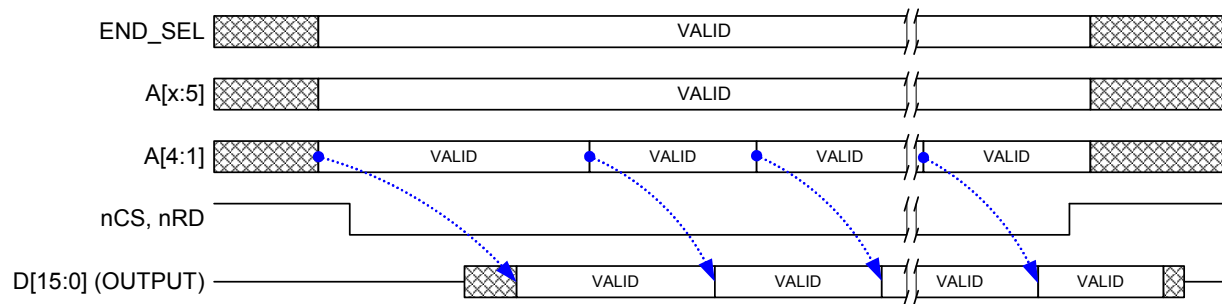 END_SEL VALID
A[x:5] VALID
A[4:1] VALID VALID VALID VALID
nCS, nRD
D[15:0] (OUTPUT) VALID VALID VALID VALID